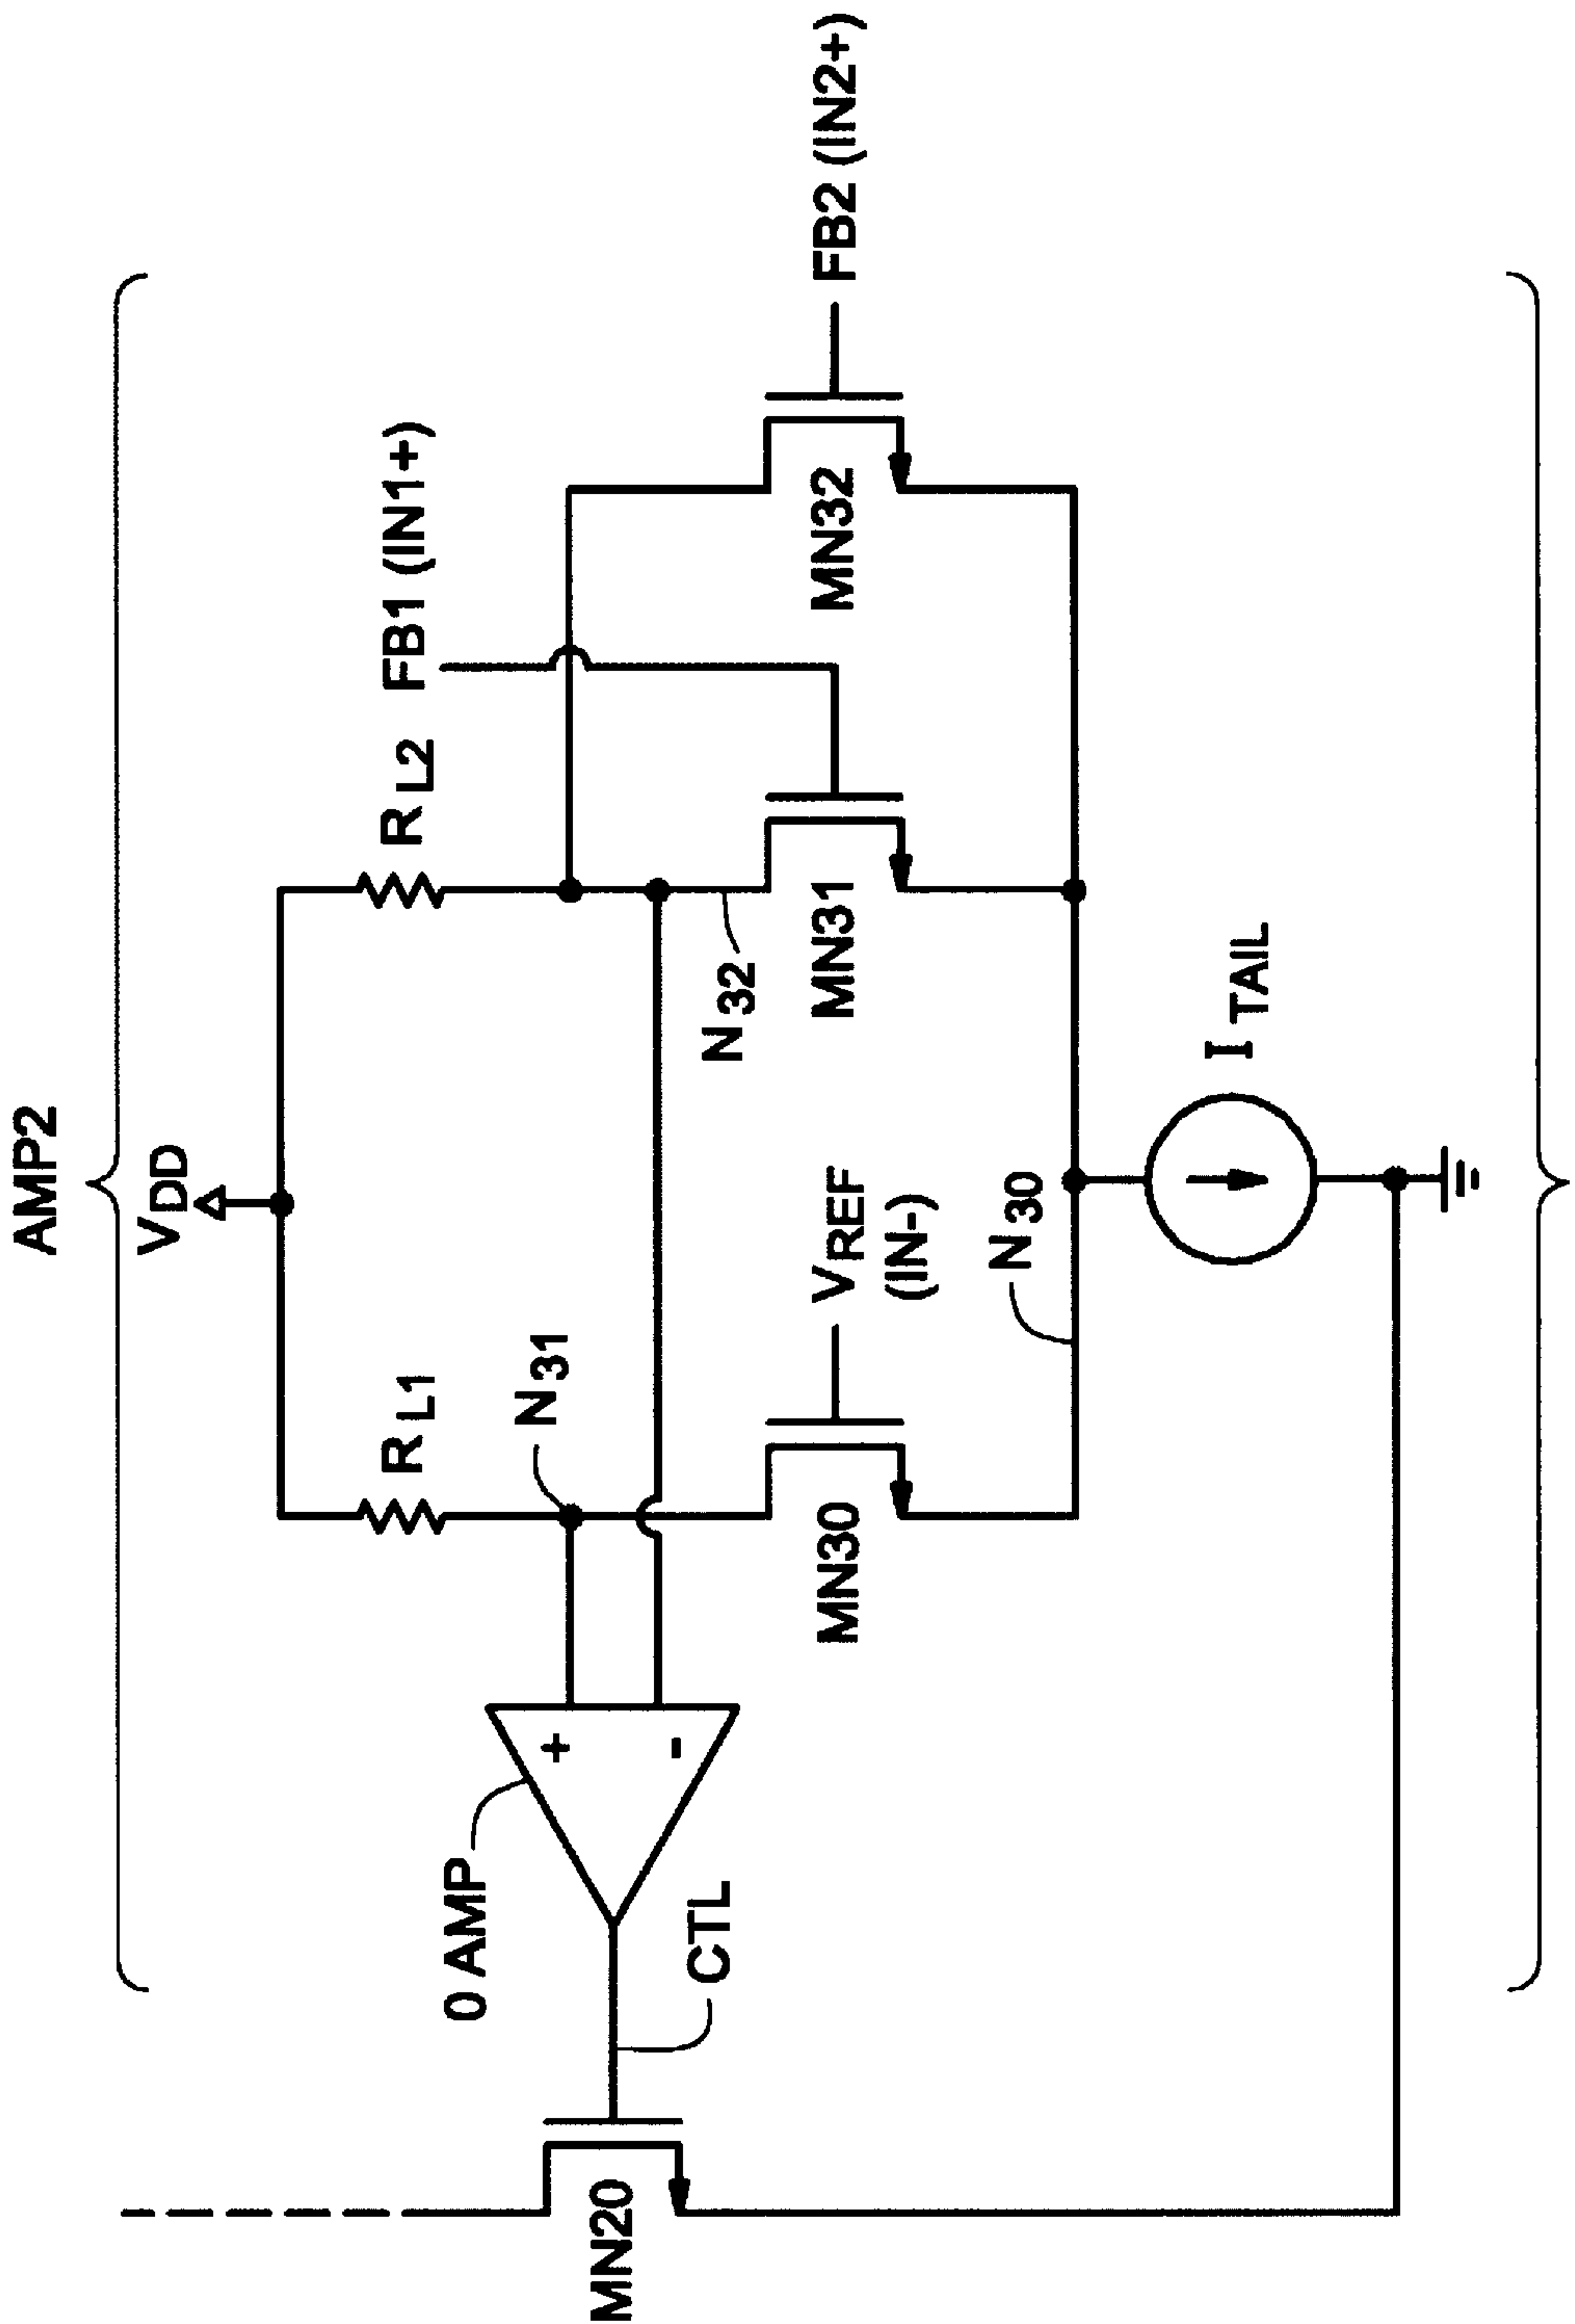 AMP2
VDD
RL1
RL2
FB1 (IN1+)
N31
N32
0 AMP
CTL
MN20
MN30
VREF
(IN-)
MN31
MN32
FB2 (IN2+)
N30
ITAIL